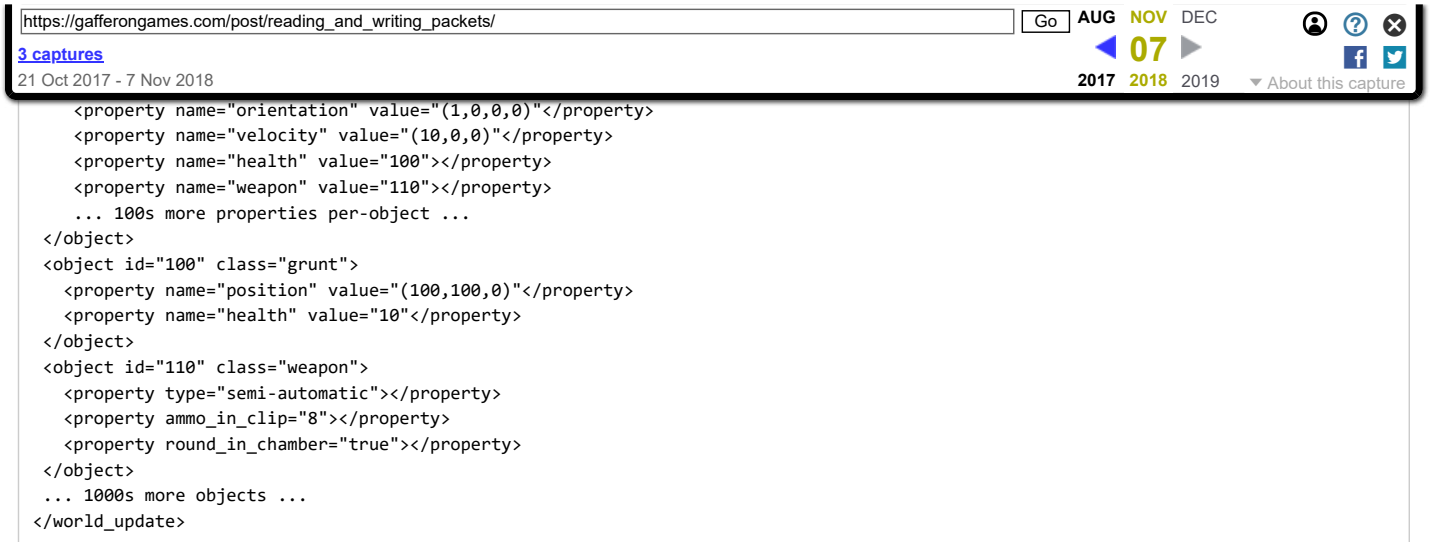 https://gafferongames.com/post/reading_and_writing_packets/ Go AUG NOV DEC
3 captures 07
21 Oct 2017 - 7 Nov 2018 2017 2018 2019 ▼ About this capture
<property name="orientation" value="(1,0,0,0)"</property>
<property name="velocity" value="(10,0,0)"</property>
<property name="health" value="100"></property>
<property name="weapon" value="110"></property>
... 100s more properties per-object ...
</object>
<object id="100" class="grunt">
<property name="position" value="(100,100,0)"</property>
<property name="health" value="10"</property>
</object>
<object id="110" class="weapon">
<property type="semi-automatic"></property>
<property ammo_in_clip="8"></property>
<property round_in_chamber="true"></property>
</object>
... 1000s more objects ...
</world_update>